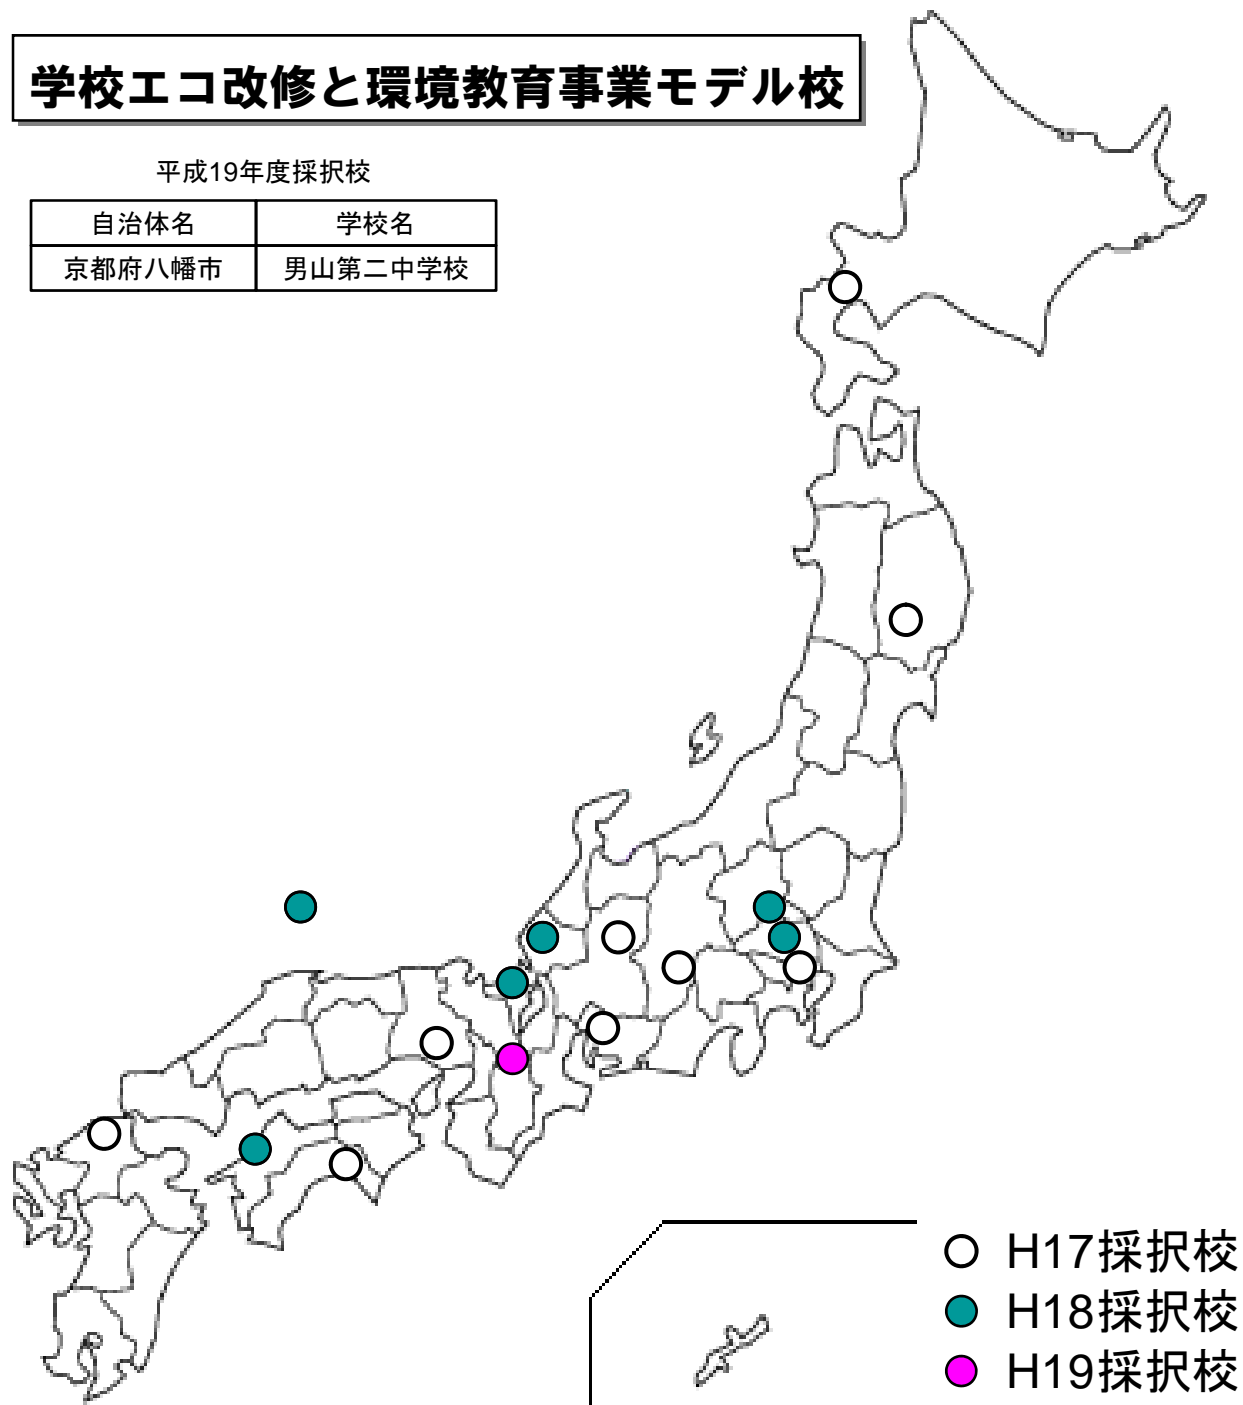 学校エコ改修と環境教育事業モデル校
平成19年度採択校
自治体名 学校名
京都府八幡市 男山第二中学校
H17採択校
H18採択校
H19採択校